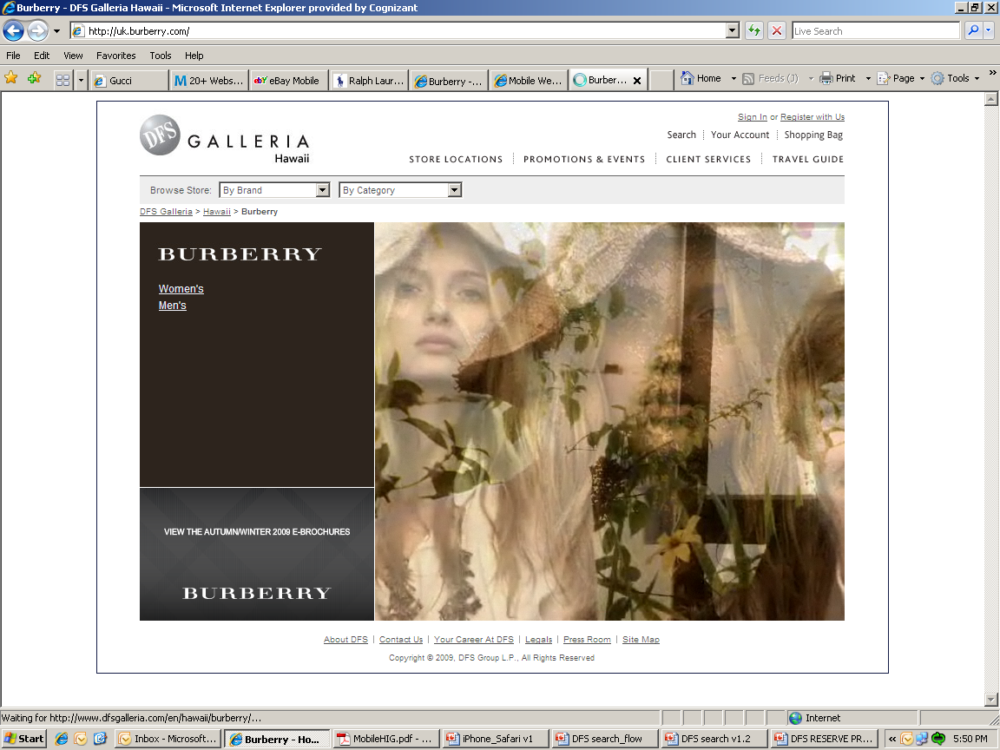 Burberry - DFS Galleria Hawaii - Microsoft Internet Explorer provided by Cognizant
http://uk.burberry.com/
Live Search
File Edit View Favorites Tools Help
Gucci M 20+ Webs... ebY eBay Mobile Ralph Laur... Burberry -... Mobile We... Burber... Home Feeds (J) Print Page Tools »
Sign In or Register with Us
DFS GALLERIA
Hawaii
Search Your Account Shopping Bag
STORE LOCATIONS PROMOTIONS & EVENTS CLIENT SERVICES TRAVEL GUIDE
Browse Store: By Brand By Category
DFS Galleria > Hawaii > Burberry
BURBERRY
Women's
Men's
VIEW THE AUTUMN/WINTER 2009 E-BROCHURES
BURBERRY
About DFS | Contact Us | Your Career At DFS | Legals | Press Room | Site Map
Copyright © 2009, DFS Group L.P., All Rights Reserved
Waiting for http://www.dfsgalleria.com/en/hawaii/burberry/... Internet
Start Inbox - Microsoft... Burberry - Ho... MobileHIG.pdf - ... iPhone_Safari v1 DFS search_flow DFS search v1.2 DFS RESERVE PR... « 5:50 PM